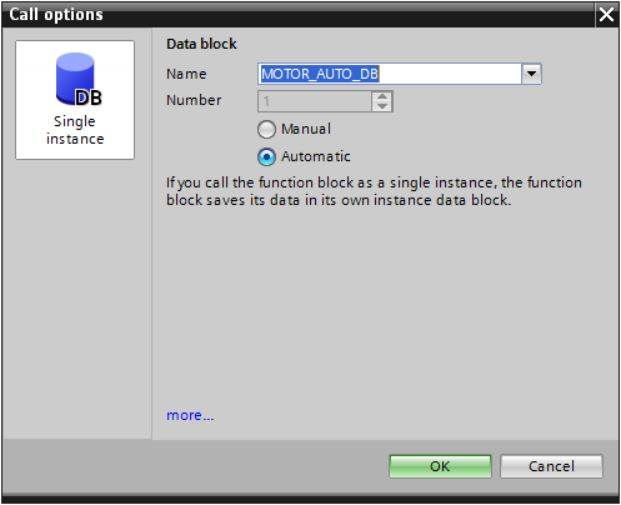 Call options
Data block
DB
Single
instance
Name
MOTOR_AUTO_DB
Number
1
Manual
Automatic
If you call the function block as a single instance, the function
block saves its data in its own instance data block.
more...
OK
Cancel